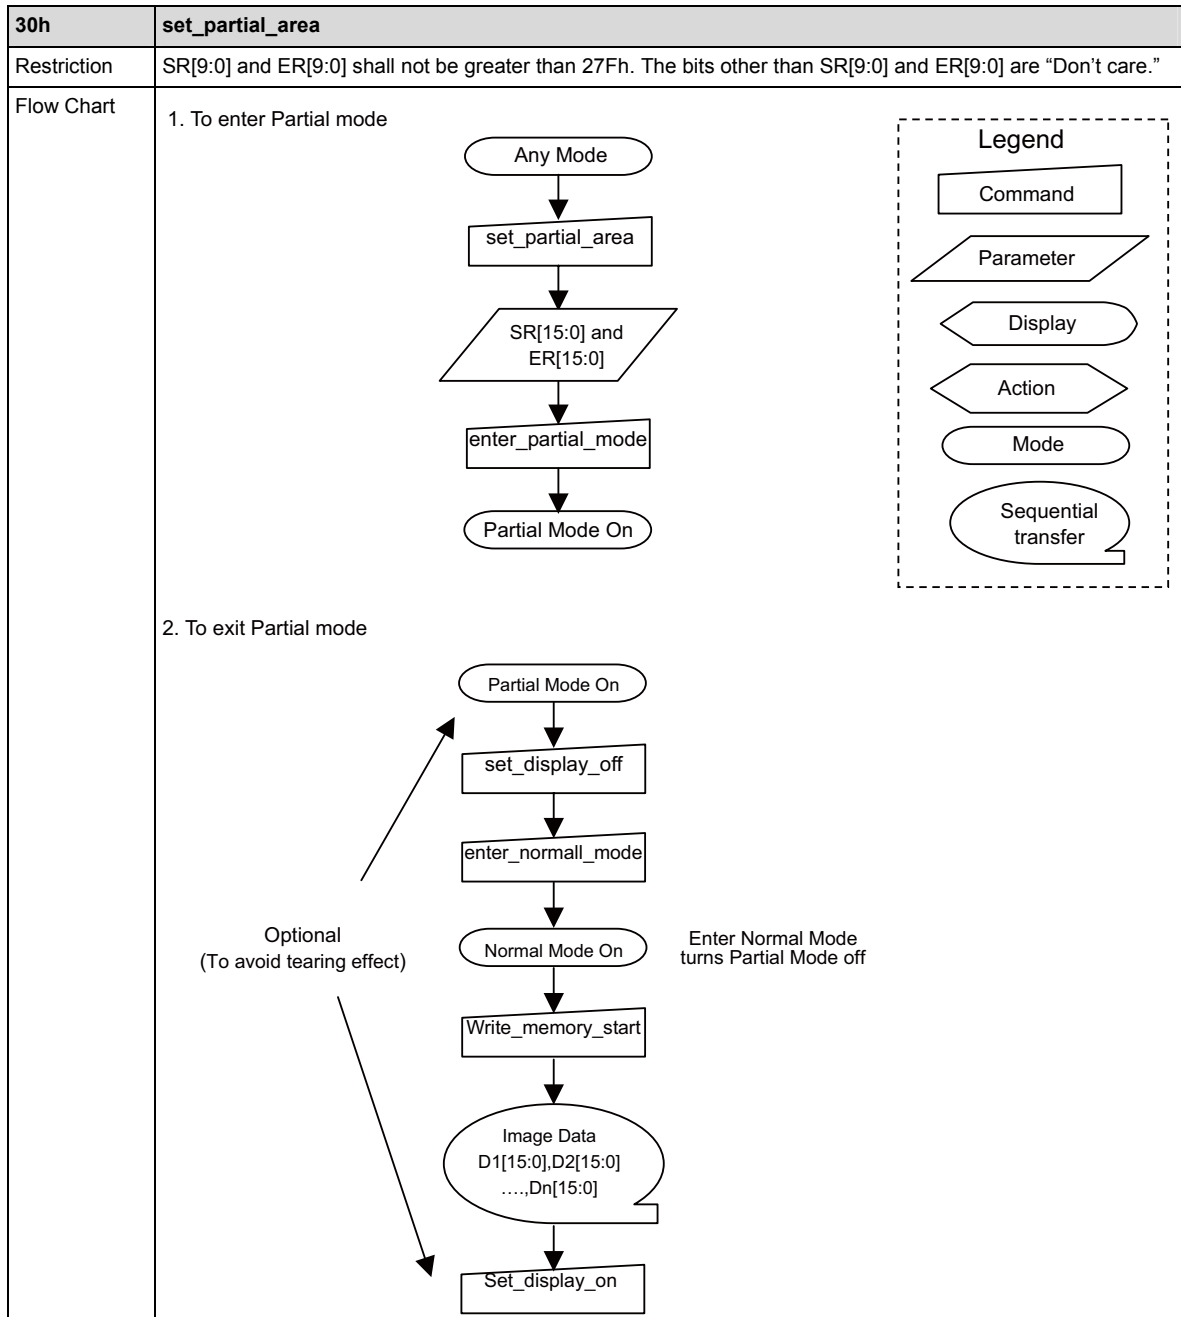 30h set_partial_area
Restriction SR[9:0] and ER[9:0] shall not be greater than 27Fh. The bits other than SR[9:0] and ER[9:0] are “Don’t care.”
Flow Chart
1. To enter Partial mode
Any Mode
set_partial_area
SR[15:0] and
ER[15:0]
enter_partial_mode
Partial Mode On
Legend
Command
Parameter
Display
Action
Mode
Sequential
transfer
2. To exit Partial mode
Partial Mode On
set_display_off
enter_normall_mode
Optional
(To avoid tearing effect)
Normal Mode On
Enter Normal Mode
turns Partial Mode off
Write_memory_start
Image Data
D1[15:0],D2[15:0]
….,Dn[15:0]
Set_display_on